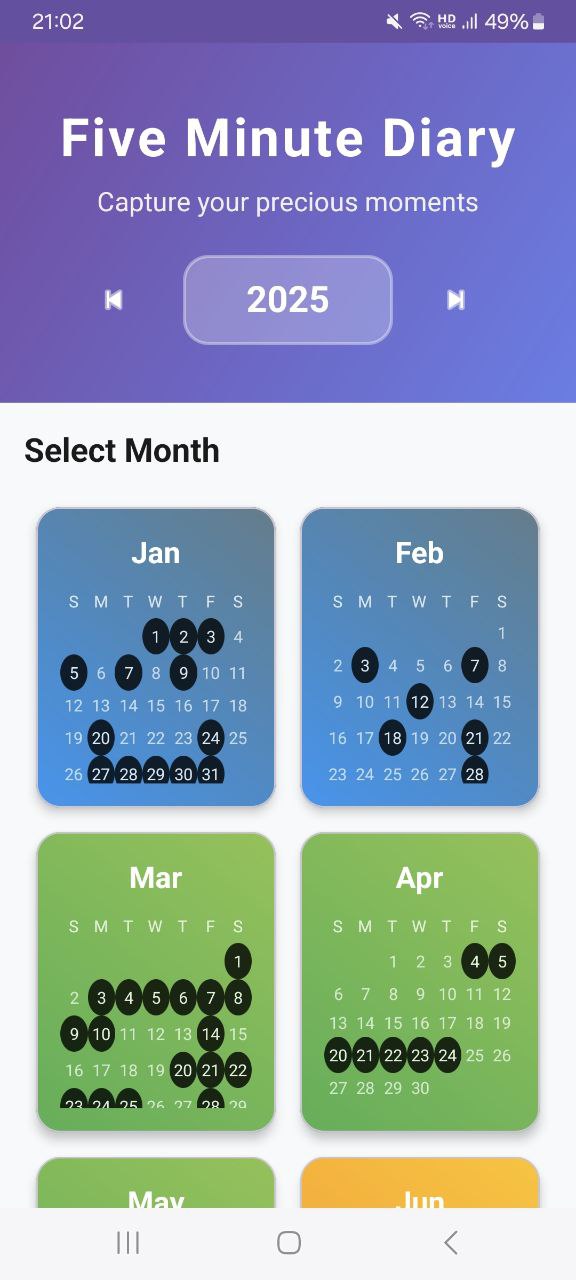 21:02 HD voice 49%
Five Minute Diary
Capture your precious moments
2025
Select Month
Jan
S M T W T F S
1 2 3 4
5 6 7 8 9 10 11
12 13 14 15 16 17 18
19 20 21 22 23 24 25
26 27 28 29 30 31
Feb
S M T W T F S
1
2 3 4 5 6 7 8
9 10 11 12 13 14 15
16 17 18 19 20 21 22
23 24 25 26 27 28
Mar
S M T W T F S
1
2 3 4 5 6 7 8
9 10 11 12 13 14 15
16 17 18 19 20 21 22
23 24 25 26 27 28 29
Apr
S M T W T F S
1 2 3 4 5
6 7 8 9 10 11 12
13 14 15 16 17 18 19
20 21 22 23 24 25 26
27 28 29 30
May
Jun